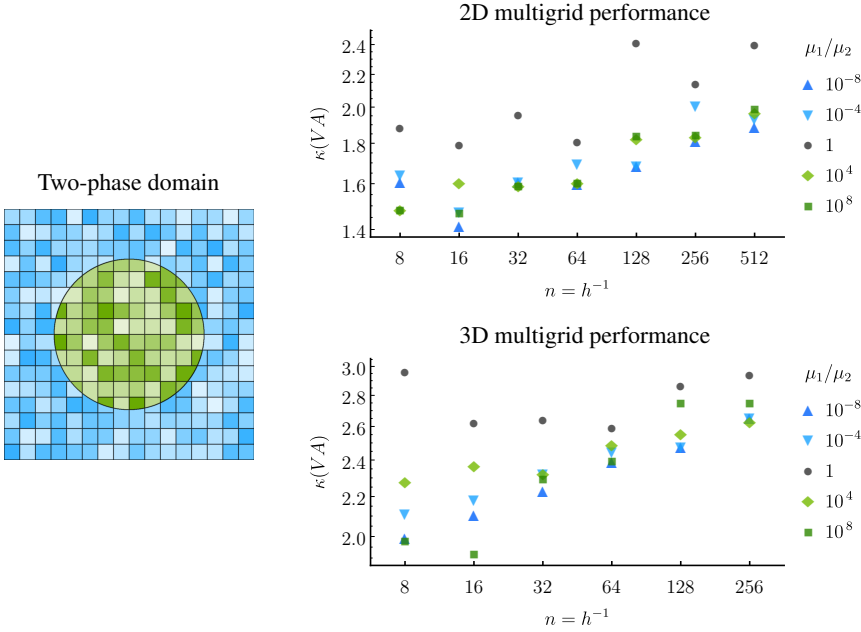 Two-phase domain
2D multigrid performance
κ(VA)
2.4
2.2
2.0
1.8
1.6
1.4
8 16 32 64 128 256 512
n = h⁻¹
μ₁/μ₂
10⁻⁸
10⁻⁴
1
10⁴
10⁸
3D multigrid performance
κ(VA)
3.0
2.8
2.6
2.4
2.2
2.0
8 16 32 64 128 256
n = h⁻¹
μ₁/μ₂
10⁻⁸
10⁻⁴
1
10⁴
10⁸